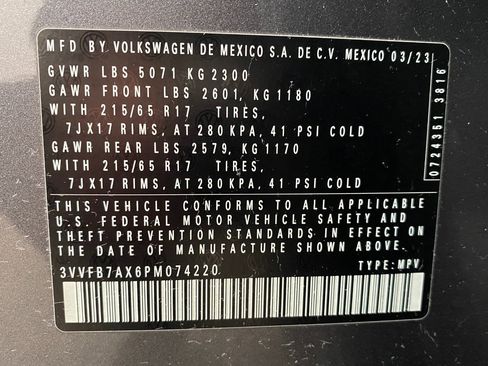 MFD BY VOLKSWAGEN DE MEXICO S.A. DE C.V. MEXICO 03/23
GVWR LBS 5071 KG 2300
GAWR FRONT LBS 2601, KG 1180
WITH 215/65 R17 TIRES,
7JX17 RIMS, AT 280 KPA, 41 PSI COLD
GAWR REAR LBS 2579, KG 1170
WITH 215/65 R17 TIRES,
7JX17 RIMS, AT 280 KPA, 41 PSI COLD
THIS VEHICLE CONFORMS TO ALL APPLICABLE
U.S. FEDERAL MOTOR VEHICLE SAFETY AND
THEFT PREVENTION STANDARDS IN EFFECT ON
THE DATE OF MANUFACTURE SHOWN ABOVE.
3VVFB7AX6PM074220 TYPE: MPV
0724351 3816